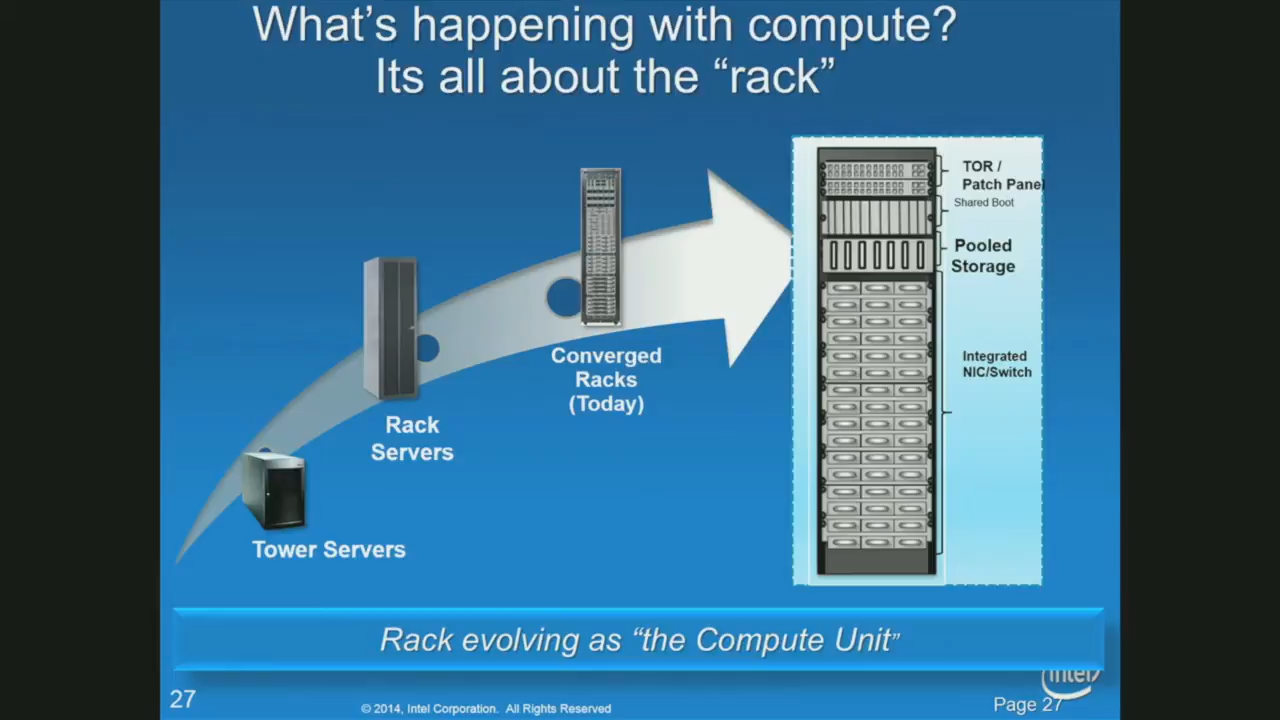 What’s happening with compute?
Its all about the “rack”
TOR /
Patch Panel
Shared Boot
Pooled
Storage
Integrated
NIC/Switch
Converged
Racks
(Today)
Rack
Servers
Tower Servers
Rack evolving as “the Compute Unit”
27
© 2014, Intel Corporation. All Rights Reserved
intel
Page 27